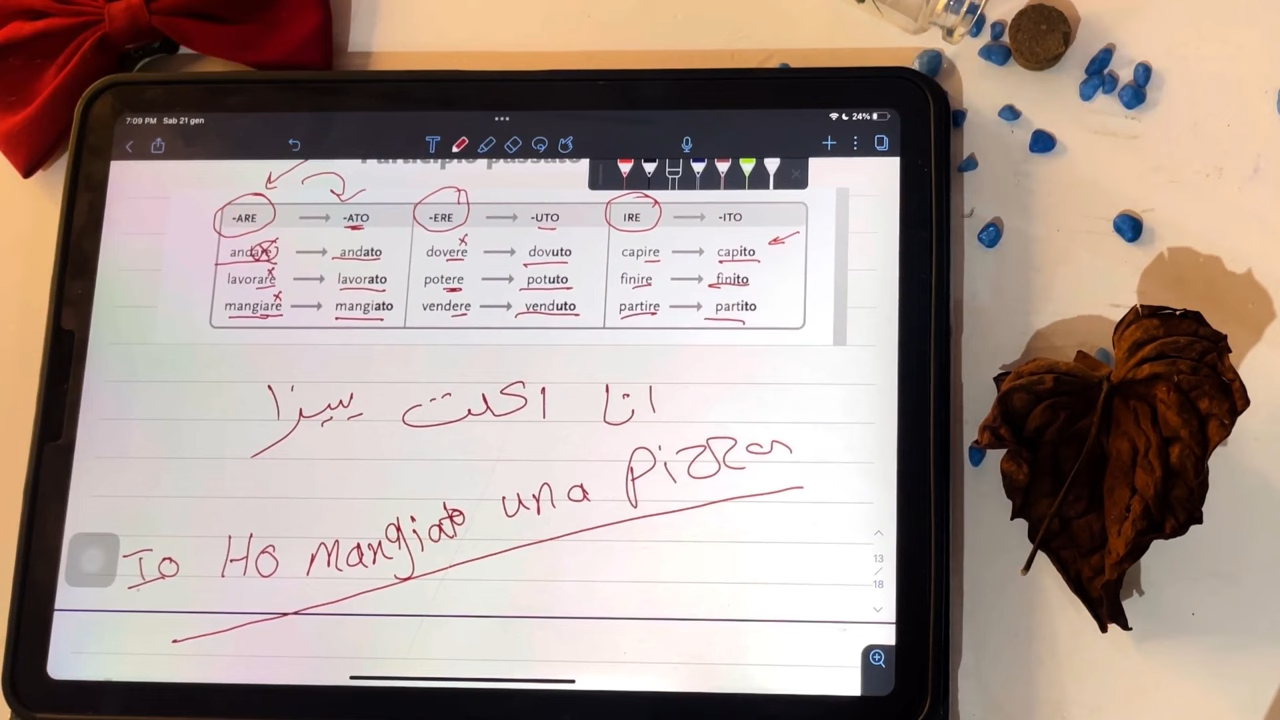 7:09 PM Sab 21 gen
24%
Participio passato
-ARE → -ATO -ERE → -UTO IRE → -ITO
andare → andato dovere → dovuto capire → capito
lavorare → lavorato potere → potuto finire → finito
mangiare → mangiato vendere → venduto partire → partito
انا اكلت بيتزا
Io Ho mangiato una pizza
13
/
18